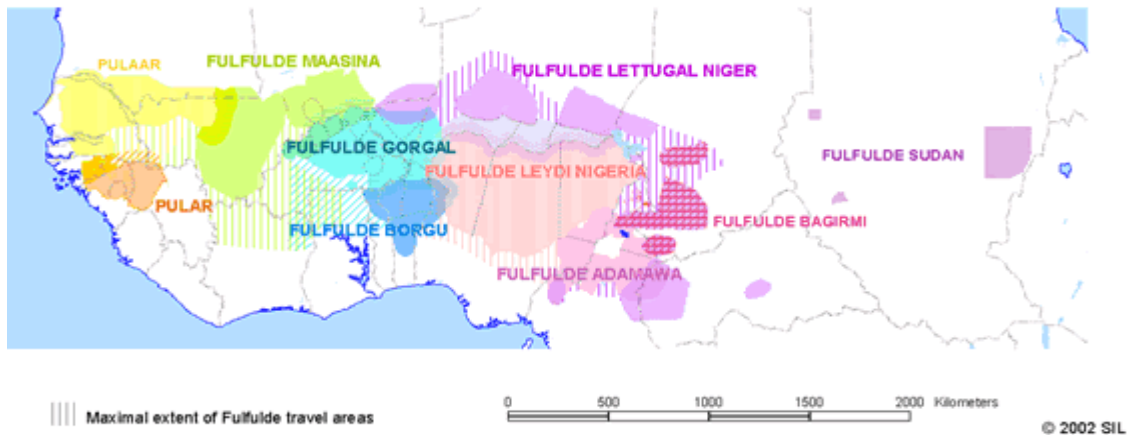 PULAAR
FULFULDE MAASINA
FULFULDE LETTUGAL NIGER
FULFULDE GORGAL
FULFULDE SUDAN
FULFULDE LEYDI NIGERIA
PULAR
FULFULDE BORGU
FULFULDE BAGIRMI
FULFULDE ADAMAWA
Maximal extent of Fulfulde travel areas
0 500 1000 1500 2000 Kilometers
© 2002 SIL